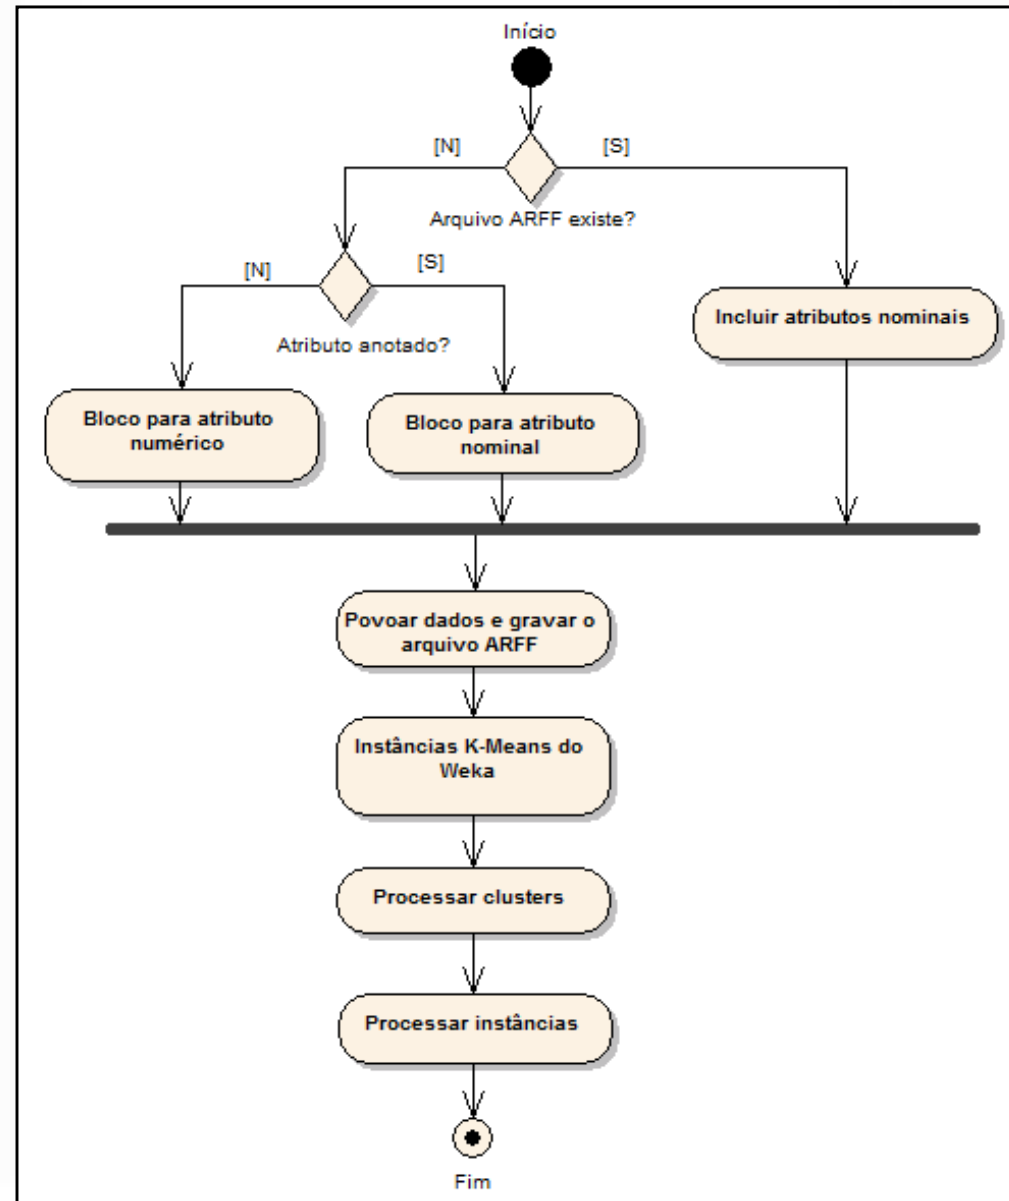 Início
[N]
[S]
Arquivo ARFF existe?
[N]
[S]
Atributo anotado?
Incluir atributos nominais
Bloco para atributo
numérico
Bloco para atributo
nominal
Povoar dados e gravar o
arquivo ARFF
Instâncias K-Means do
Weka
Processar clusters
Processar instâncias
Fim